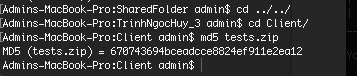 Admins-MacBook-Pro:SharedFolder admin$ cd ../../
Admins-MacBook-Pro:TrinhNgocHuy_3 admin$ cd Client/
Admins-MacBook-Pro:Client admin$ md5 tests.zip
MD5 (tests.zip) = 670743694bceadcce8824ef911e2ea12
Admins-MacBook-Pro:Client admin$